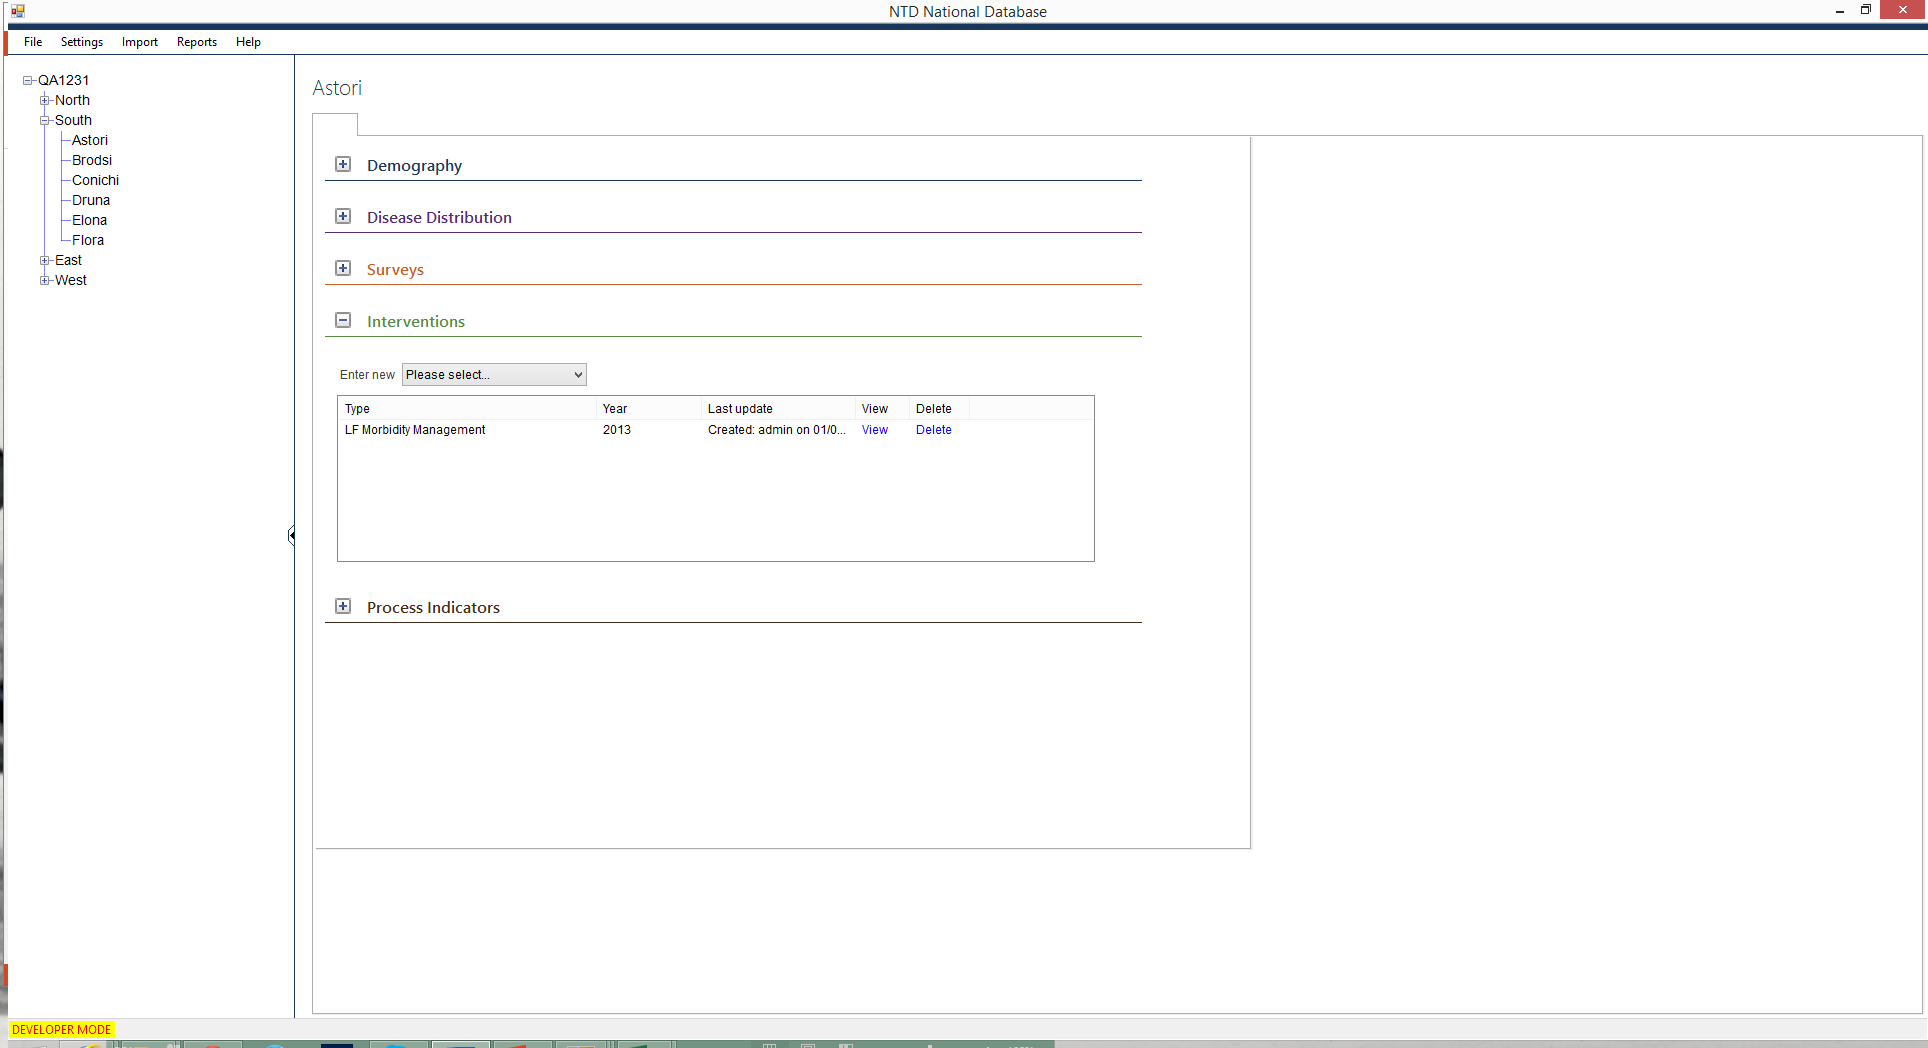 NTD National Database
File Settings Import Reports Help
QA1231
North
South
Astori
Brodsi
Conichi
Druna
Elona
Flora
East
West
Astori
Demography
Disease Distribution
Surveys
Interventions
Enter new Please select...
Type Year Last update View Delete
LF Morbidity Management 2013 Created: admin on 01/0... View Delete
Process Indicators
DEVELOPER MODE